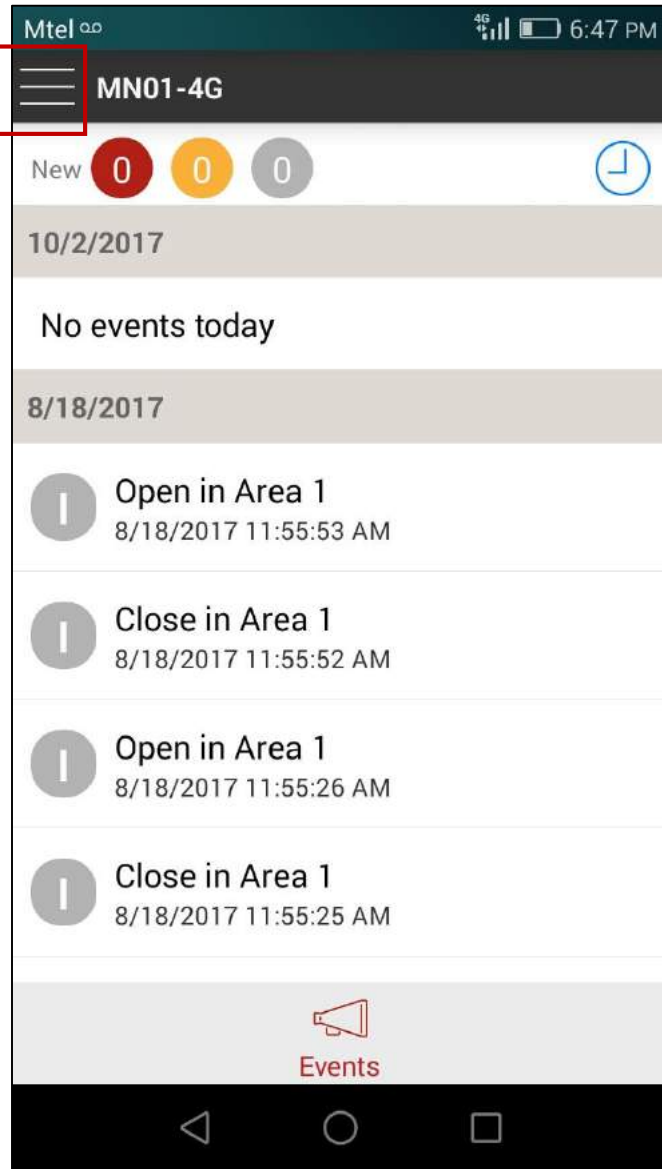 Mtel 4G 6:47 PM
MN01-4G
New 0 0 0
10/2/2017
No events today
8/18/2017
I Open in Area 1
8/18/2017 11:55:53 AM
I Close in Area 1
8/18/2017 11:55:52 AM
I Open in Area 1
8/18/2017 11:55:26 AM
I Close in Area 1
8/18/2017 11:55:25 AM
Events